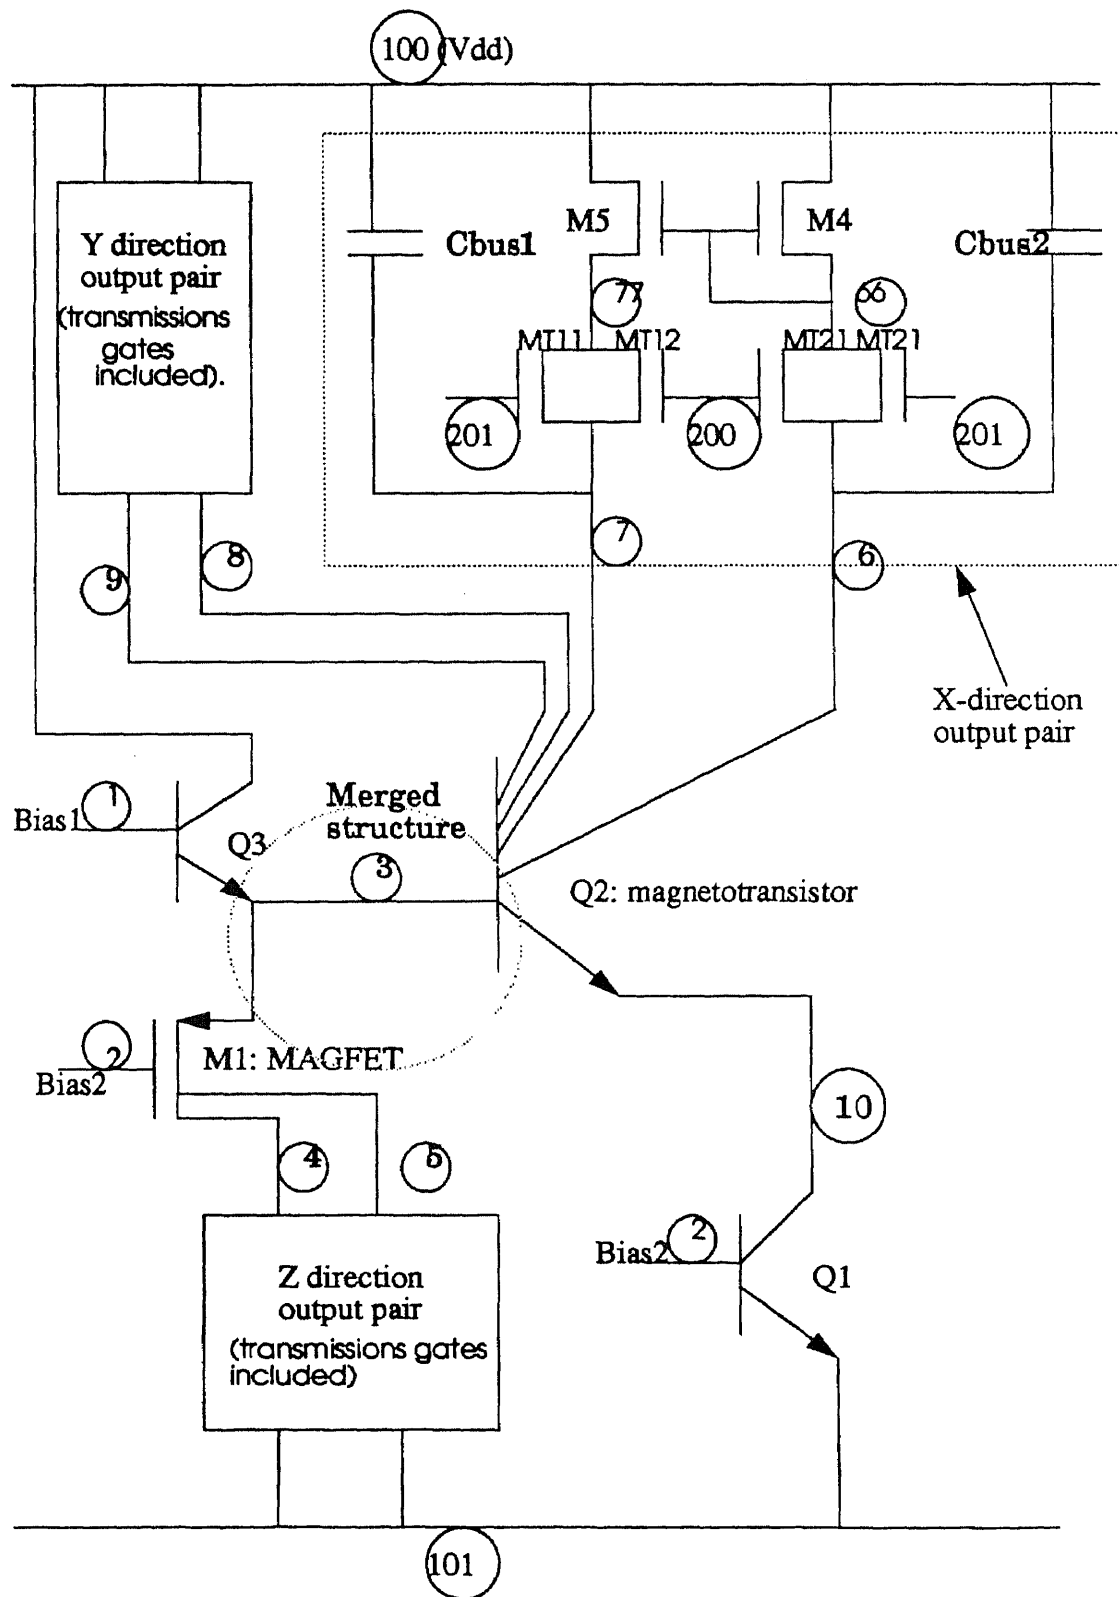 100 (Vdd)
Y direction
output pair
(transmissions
gates
included).
Cbus1
M5
M4
Cbus2
77
66
MT11 MT12
MT21 MT21
201
200
201
7
6
9
8
X-direction
output pair
Bias1
1
Merged
structure
Q3
3
Q2: magnetotransistor
2
Bias2
M1: MAGFET
10
4
5
Bias2
2
Q1
Z direction
output pair
(transmissions gates
included)
101